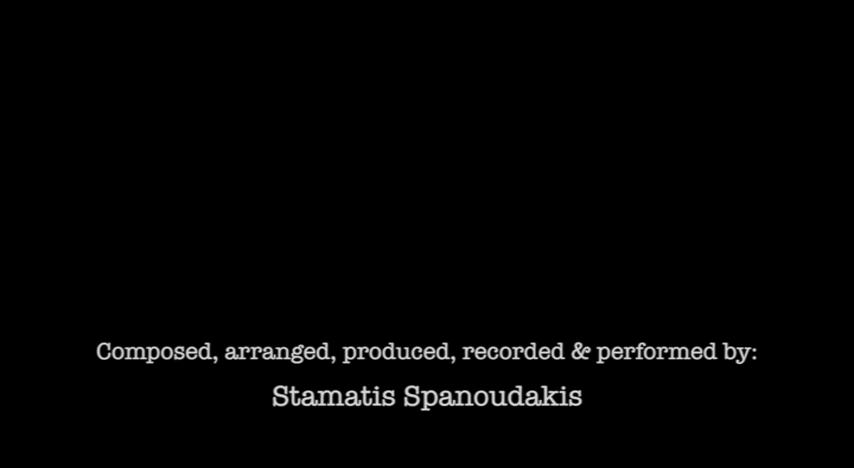 Composed, arranged, produced, recorded & performed by:
Stamatis Spanoudakis